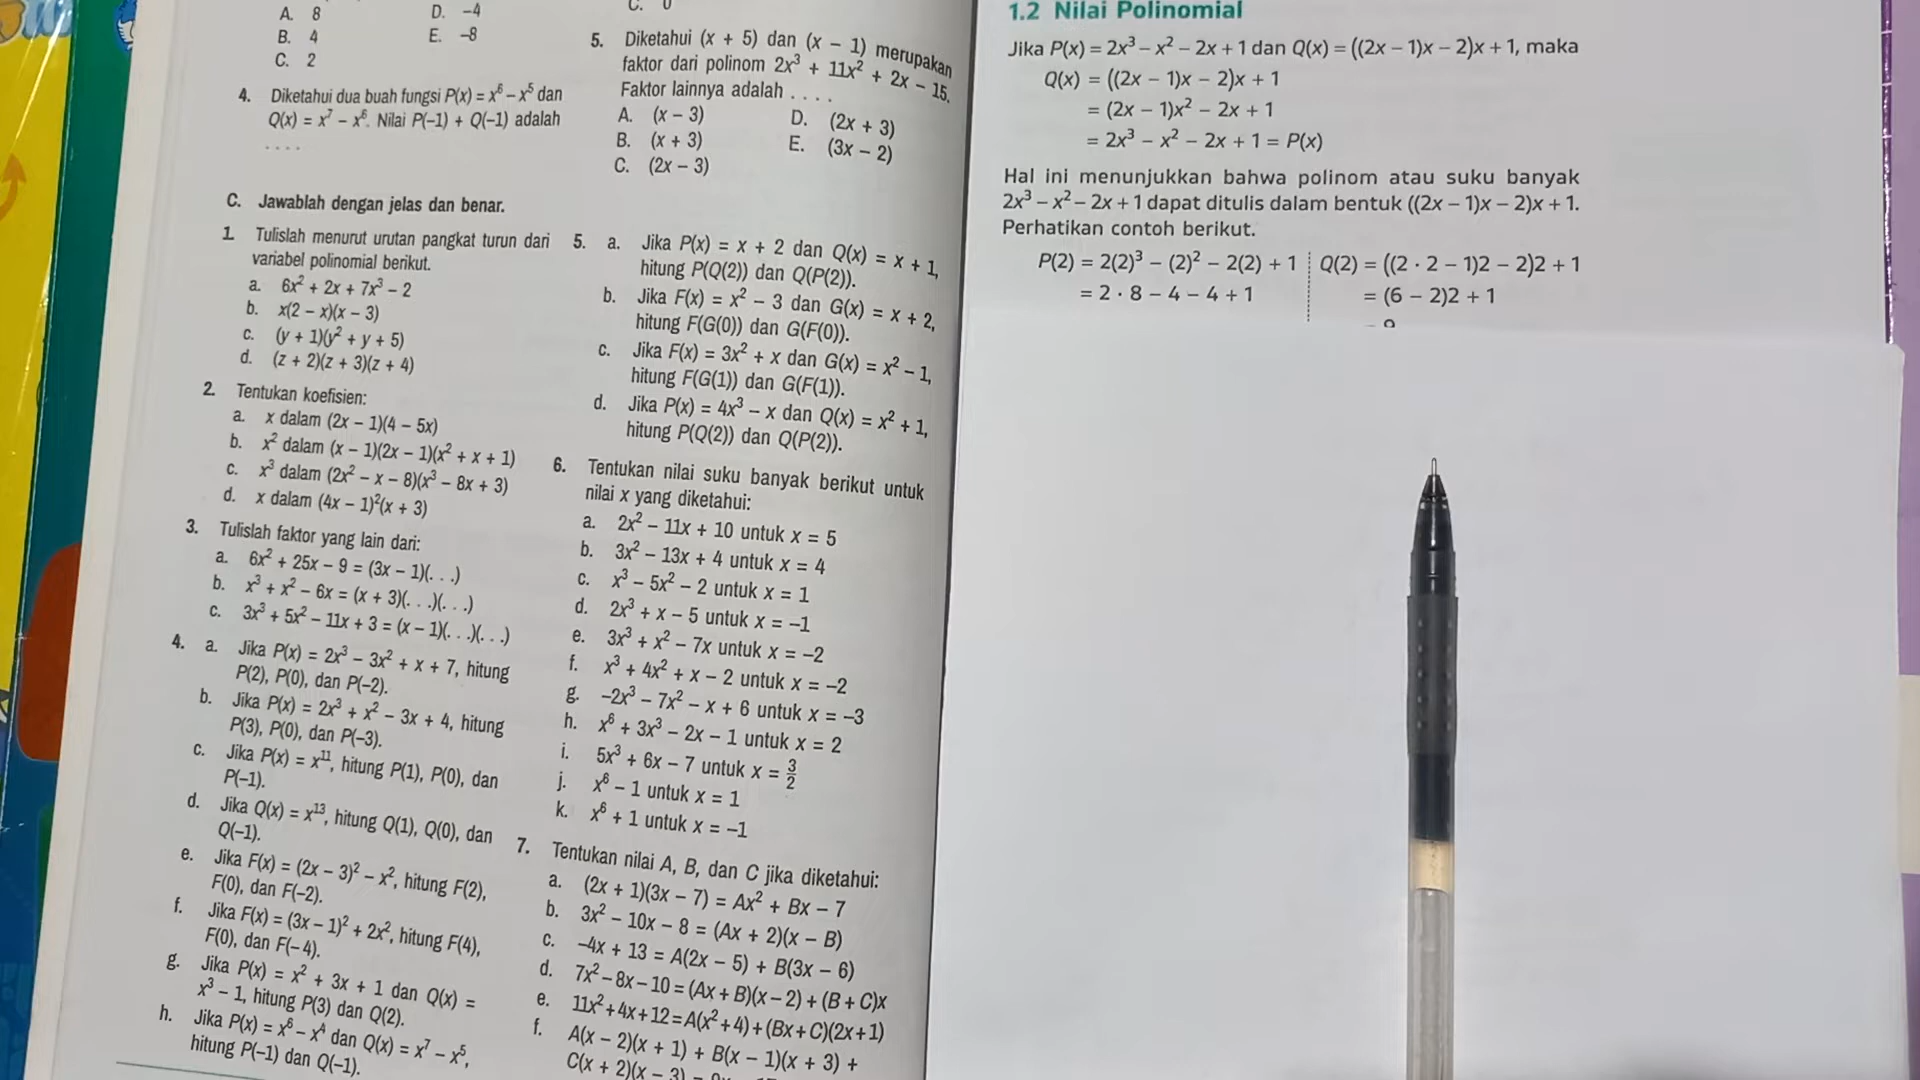 A. 8
B. 4
C. 2
D. -4
E. -8
4. Diketahui dua buah fungsi P(x) = x⁶ – x⁵ dan
Q(x) = x⁷ – x⁶. Nilai P(–1) + Q(–1) adalah
. . . .
C. 0
5. Diketahui (x + 5) dan (x – 1) merupakan
faktor dari polinom 2x³ + 11x² + 2x – 15.
Faktor lainnya adalah . . . .
A. (x – 3)
B. (x + 3)
C. (2x – 3)
D. (2x + 3)
E. (3x – 2)
C. Jawablah dengan jelas dan benar.
1. Tulislah menurut urutan pangkat turun dari
variabel polinomial berikut.
a. 6x² + 2x + 7x³ – 2
b. x(2 – x)(x – 3)
c. (y + 1)(y² + y + 5)
d. (z + 2)(z + 3)(z + 4)
2. Tentukan koefisien:
a. x dalam (2x – 1)(4 – 5x)
b. x² dalam (x – 1)(2x – 1)(x² + x + 1)
c. x³ dalam (2x² – x – 8)(x³ – 8x + 3)
d. x dalam (4x – 1)²(x + 3)
3. Tulislah faktor yang lain dari:
a. 6x² + 25x – 9 = (3x – 1)(. . .)
b. x³ + x² – 6x = (x + 3)(. . .)(. . .)
c. 3x³ + 5x² – 11x + 3 = (x – 1)(. . .)(. . .)
4. a. Jika P(x) = 2x³ – 3x² + x + 7, hitung
P(2), P(0), dan P(–2).
b. Jika P(x) = 2x³ + x² – 3x + 4, hitung
P(3), P(0), dan P(–3).
c. Jika P(x) = x¹¹, hitung P(1), P(0), dan
P(–1).
d. Jika Q(x) = x¹³, hitung Q(1), Q(0), dan
Q(–1).
e. Jika F(x) = (2x – 3)² – x², hitung F(2),
F(0), dan F(–2).
f. Jika F(x) = (3x – 1)² + 2x², hitung F(4),
F(0), dan F(–4).
g. Jika P(x) = x² + 3x + 1 dan Q(x) =
x³ – 1, hitung P(3) dan Q(2).
h. Jika P(x) = x⁶ – x⁴ dan Q(x) = x⁷ – x⁵,
hitung P(–1) dan Q(–1).
5. a. Jika P(x) = x + 2 dan Q(x) = x + 1,
hitung P(Q(2)) dan Q(P(2)).
b. Jika F(x) = x² – 3 dan G(x) = x + 2,
hitung F(G(0)) dan G(F(0)).
c. Jika F(x) = 3x² + x dan G(x) = x² – 1,
hitung F(G(1)) dan G(F(1)).
d. Jika P(x) = 4x³ – x dan Q(x) = x² + 1,
hitung P(Q(2)) dan Q(P(2)).
6. Tentukan nilai suku banyak berikut untuk
nilai x yang diketahui:
a. 2x² – 11x + 10 untuk x = 5
b. 3x² – 13x + 4 untuk x = 4
c. x³ – 5x² – 2 untuk x = 1
d. 2x³ + x – 5 untuk x = –1
e. 3x³ + x² – 7x untuk x = –2
f. x³ + 4x² + x – 2 untuk x = –2
g. –2x³ – 7x² – x + 6 untuk x = –3
h. x⁶ + 3x³ – 2x – 1 untuk x = 2
i. 5x³ + 6x – 7 untuk x = 3/2
j. x⁶ – 1 untuk x = 1
k. x⁶ + 1 untuk x = –1
7. Tentukan nilai A, B, dan C jika diketahui:
a. (2x + 1)(3x – 7) = Ax² + Bx – 7
b. 3x² – 10x – 8 = (Ax + 2)(x – B)
c. –4x + 13 = A(2x – 5) + B(3x – 6)
d. 7x² – 8x – 10 = (Ax + B)(x – 2) + (B + C)x
e. 11x² + 4x + 12 = A(x² + 4) + (Bx + C)(2x + 1)
f. A(x – 2)(x + 1) + B(x – 1)(x + 3) +
C(x + 2)(x – 3)
1.2 Nilai Polinomial
Jika P(x) = 2x³ – x² – 2x + 1 dan Q(x) = ((2x – 1)x – 2)x + 1, maka
Q(x) = ((2x – 1)x – 2)x + 1
= (2x – 1)x² – 2x + 1
= 2x³ – x² – 2x + 1 = P(x)
Hal ini menunjukkan bahwa polinom atau suku banyak
2x³ – x² – 2x + 1 dapat ditulis dalam bentuk ((2x – 1)x – 2)x + 1.
Perhatikan contoh berikut.
P(2) = 2(2)³ – (2)² – 2(2) + 1
= 2 · 8 – 4 – 4 + 1
Q(2) = ((2 · 2 – 1)2 – 2)2 + 1
= (6 – 2)2 + 1